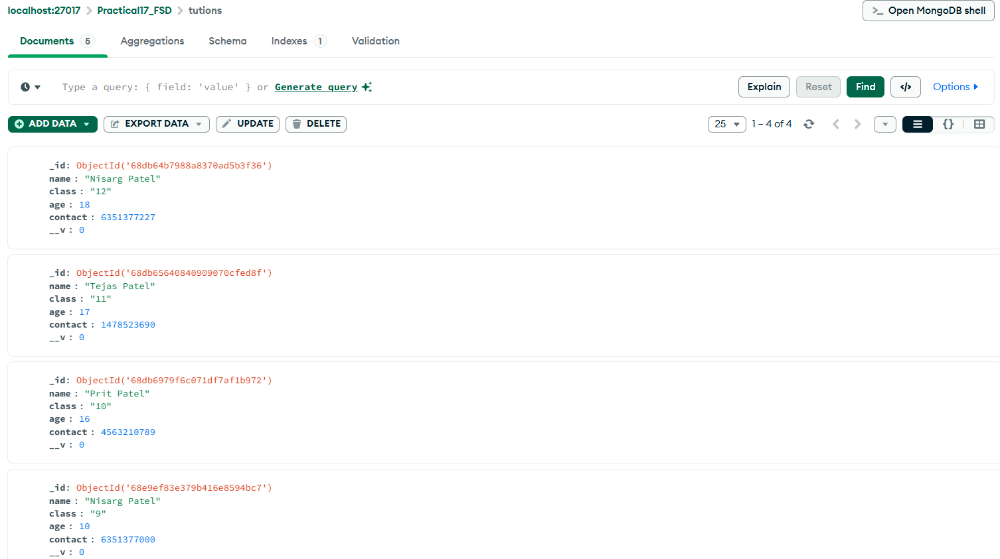 localhost:27017 > Practical17_FSD > tutions
>_ Open MongoDB shell
Documents 5 Aggregations Schema Indexes 1 Validation
Type a query: { field: 'value' } or Generate query
Explain Reset Find </> Options
ADD DATA EXPORT DATA UPDATE DELETE 25 1 – 4 of 4 {}
_id: ObjectId('68db64b7988a8370ad5b3f36')
name : "Nisarg Patel"
class : "12"
age : 18
contact : 6351377227
__v : 0
_id: ObjectId('68db65640840909070cfed8f')
name : "Tejas Patel"
class : "11"
age : 17
contact : 1478523690
__v : 0
_id: ObjectId('68db6979f6c071df7af1b972')
name : "Prit Patel"
class : "10"
age : 16
contact : 4563210789
__v : 0
_id: ObjectId('68e9ef83e379b416e8594bc7')
name : "Nisarg Patel"
class : "9"
age : 10
contact : 6351377000
__v : 0